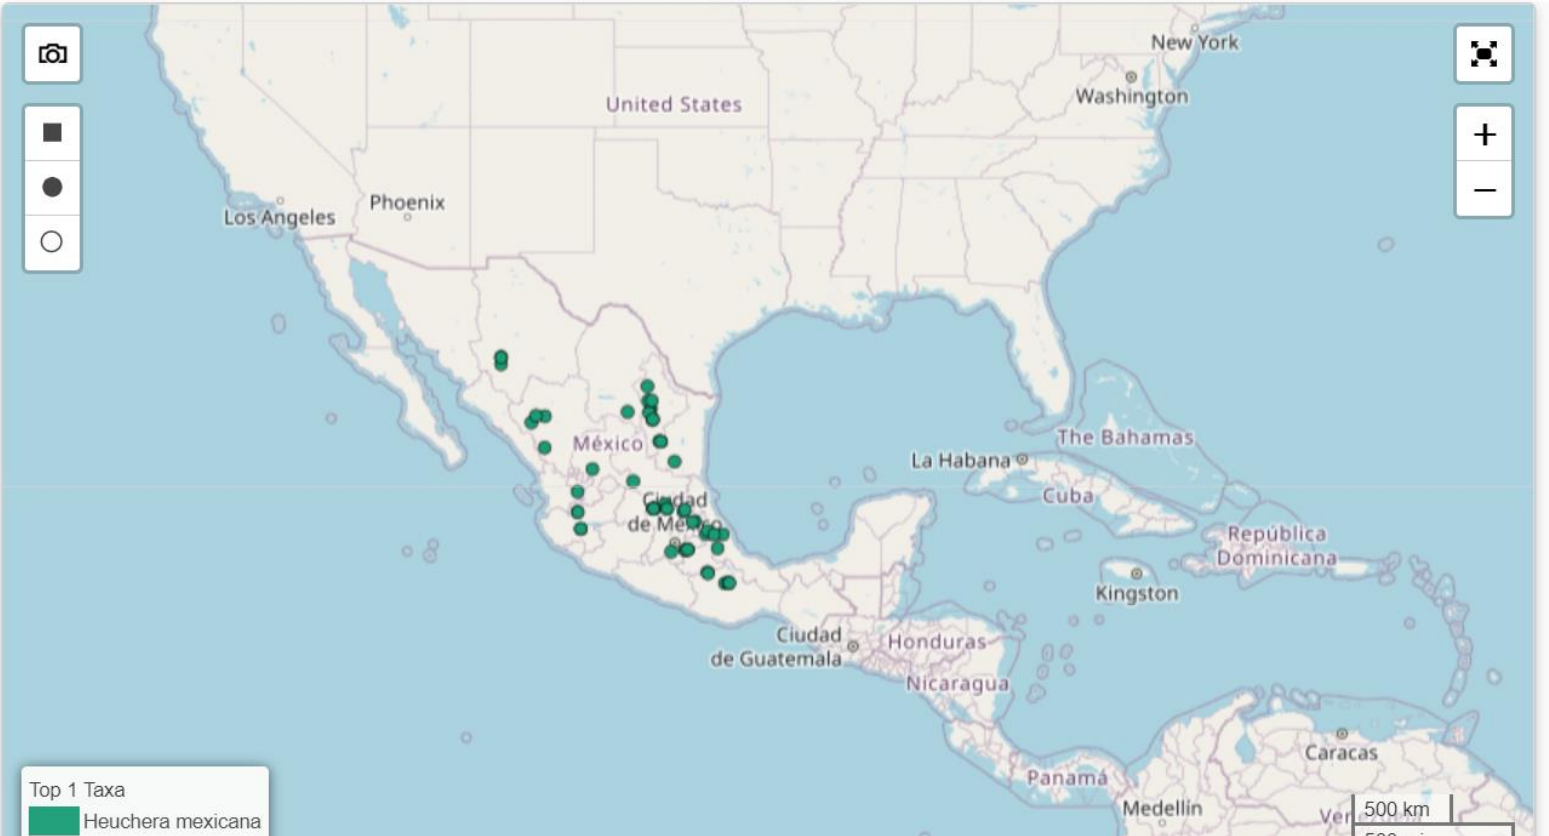 New York
Washington
United States
Phoenix
Los Angeles
The Bahamas
México
La Habana
Cuba
Ciudad
de México
República
Dominicana
Kingston
Ciudad
de Guatemala
Honduras
Nicaragua
Caracas
Panamá
Medellín
Top 1 Taxa
Heuchera mexicana
500 km